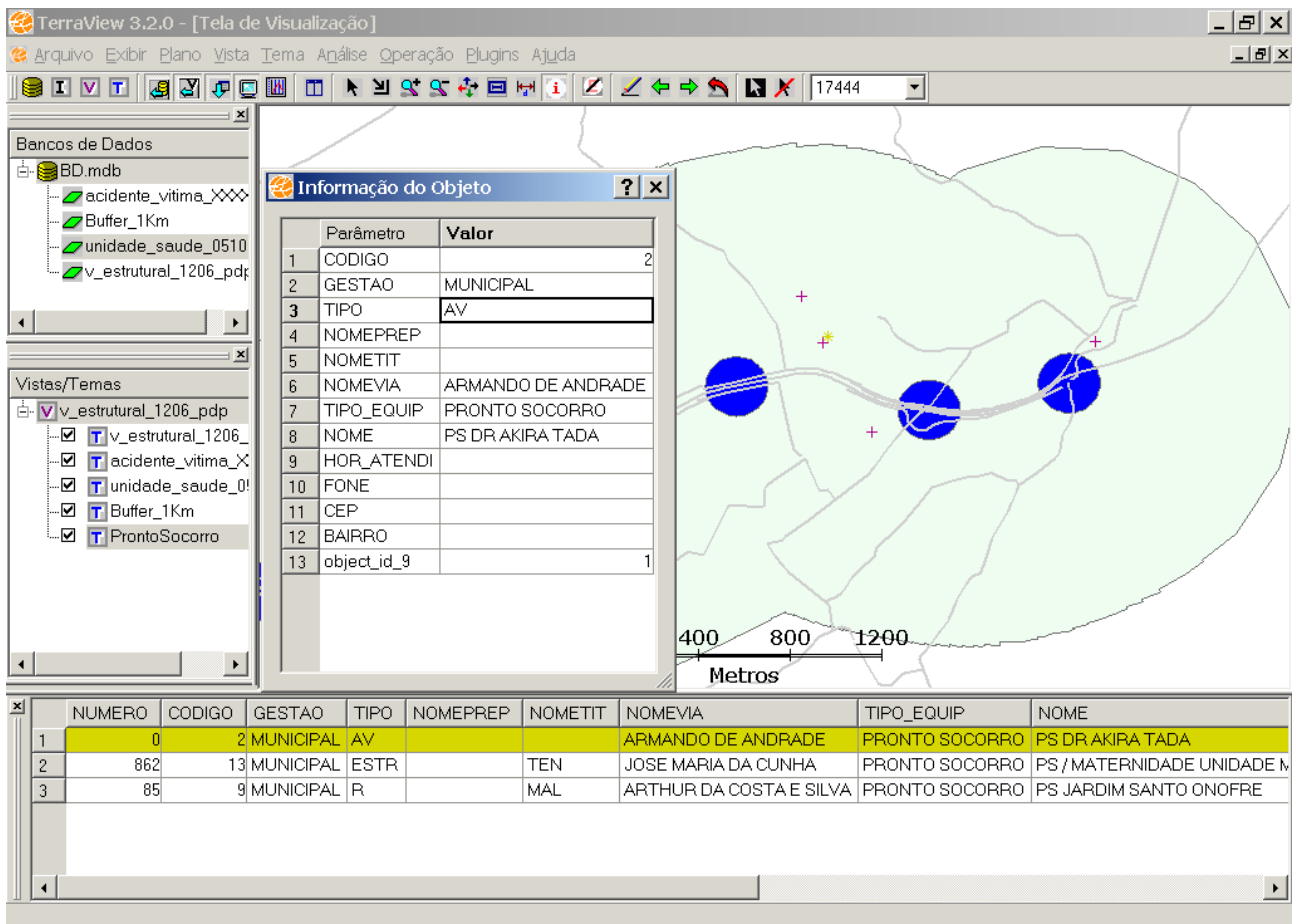 TerraView 3.2.0 - [Tela de Visualização]
Arquivo Exibir Plano Vista Tema Análise Operação Plugins Ajuda
I V T i 17444
Bancos de Dados
BD.mdb
acidente_vitima_XXX
Buffer_1Km
unidade_saude_0510
v_estrutural_1206_pdp
Vistas/Temas
V v_estrutural_1206_pdp
T v_estrutural_1206_
T acidente_vitima_X
T unidade_saude_0
T Buffer_1Km
T ProntoSocorro
Informação do Objeto
Parâmetro Valor
1 CODIGO 2
2 GESTAO MUNICIPAL
3 TIPO AV
4 NOMEPREP
5 NOMETIT
6 NOMEVIA ARMANDO DE ANDRADE
7 TIPO_EQUIP PRONTO SOCORRO
8 NOME PS DR AKIRA TADA
9 HOR_ATENDI
10 FONE
11 CEP
12 BAIRRO
13 object_id_9 1
400 800 1200
Metros
NUMERO CODIGO GESTAO TIPO NOMEPREP NOMETIT NOMEVIA TIPO_EQUIP NOME
1 0 2 MUNICIPAL AV ARMANDO DE ANDRADE PRONTO SOCORRO PS DR AKIRA TADA
2 862 13 MUNICIPAL ESTR TEN JOSE MARIA DA CUNHA PRONTO SOCORRO PS / MATERNIDADE UNIDADE M
3 85 9 MUNICIPAL R MAL ARTHUR DA COSTA E SILVA PRONTO SOCORRO PS JARDIM SANTO ONOFRE